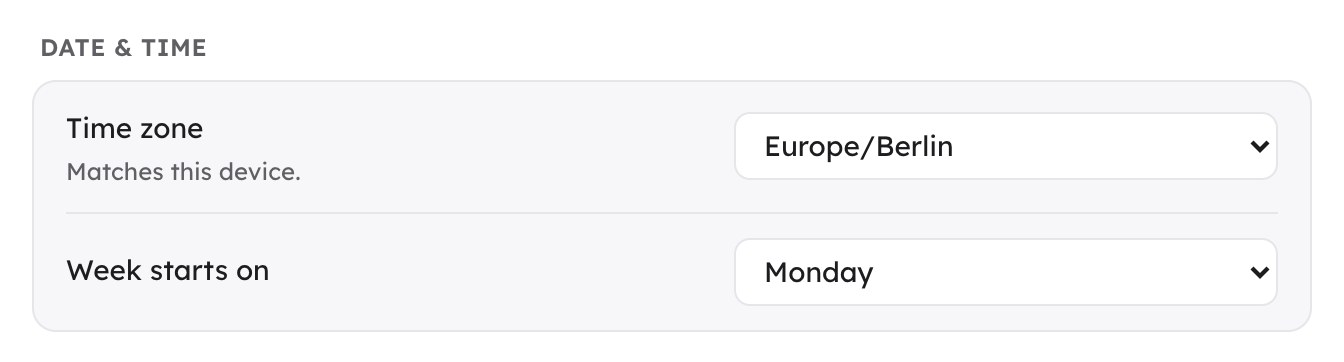 DATE & TIME
Time zone
Matches this device.
Europe/Berlin
Week starts on
Monday